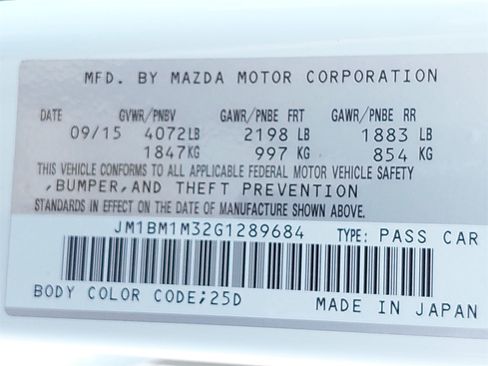 MFD. BY MAZDA MOTOR CORPORATION
DATE GVWR/PNBV GAWR/PNBE FRT GAWR/PNBE RR
09/15 4072LB 2198 LB 1883 LB
1847KG 997 KG 854 KG
THIS VEHICLE CONFORMS TO ALL APPLICABLE FEDERAL MOTOR VEHICLE SAFETY
,BUMPER,AND THEFT PREVENTION
STANDARDS IN EFFECT ON THE DATE OF MANUFACTURE SHOWN ABOVE.
JM1BM1M32G1289684 TYPE: PASS CAR
BODY COLOR CODE;25D MADE IN JAPAN